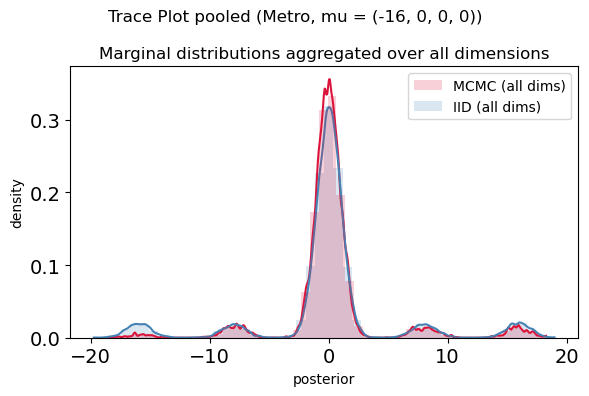 Trace Plot pooled (Metro, mu = (-16, 0, 0, 0))
Marginal distributions aggregated over all dimensions
MCMC (all dims)
IID (all dims)
density
0.3
0.2
0.1
0.0
−20
−10
0
10
20
posterior